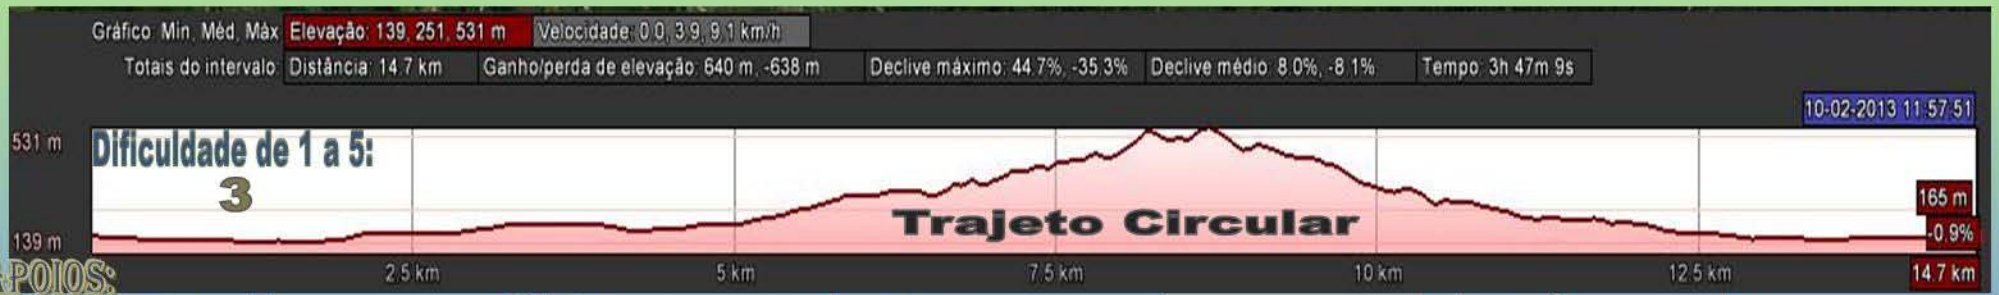 Gráfico: Min, Méd, Máx Elevação: 139, 251, 531 m Velocidade: 0.0, 3.9, 9.1 km/h
Totais do intervalo: Distância: 14.7 km Ganho/perda de elevação: 640 m, -638 m Declive máximo: 44.7%, -35.3% Declive médio: 8.0%, -8.1% Tempo: 3h 47m 9s
10-02-2013 11:57:51
531 m
Dificuldade de 1 a 5:
3
165 m
Trajeto Circular
139 m
-0.9%
2.5 km 5 km 7.5 km 10 km 12.5 km 14.7 km
APOIOS: